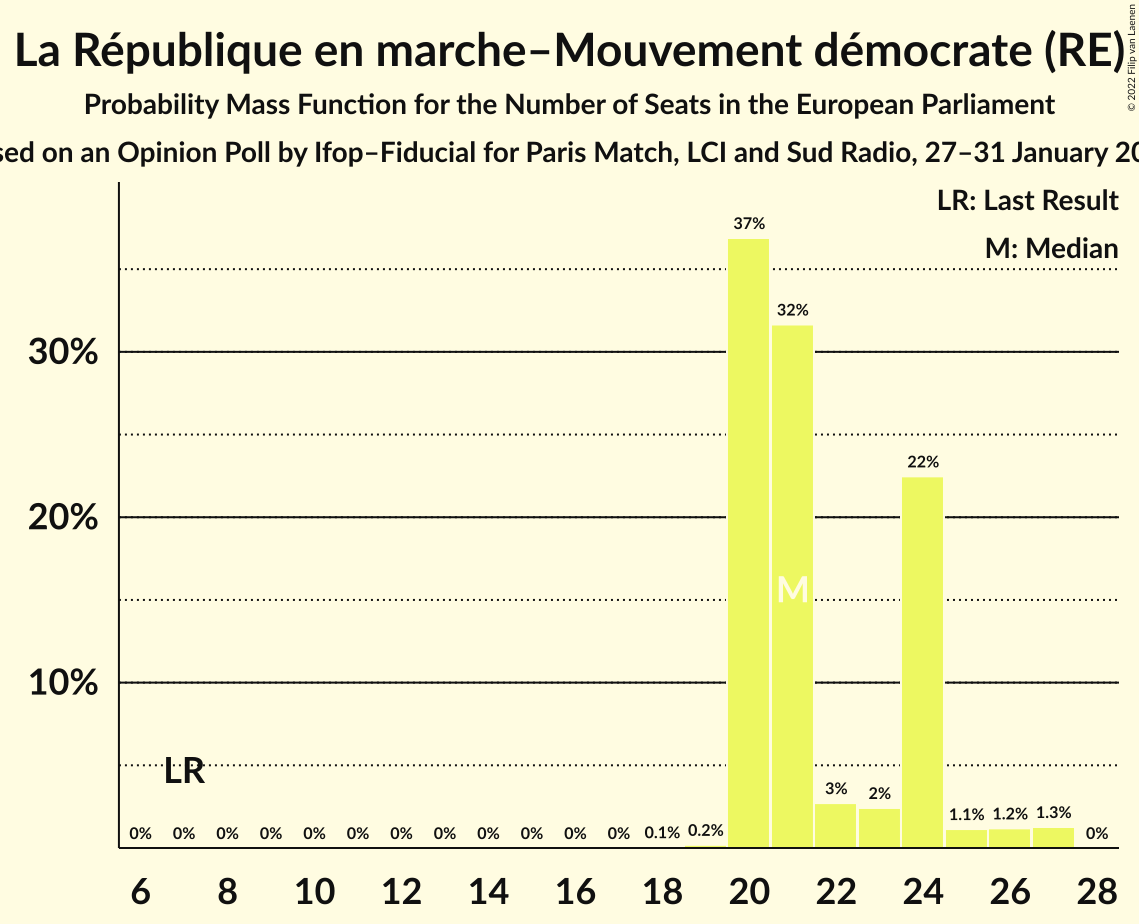 La République en marche–Mouvement démocrate (RE)
© 2022 Filip van Laenen
Probability Mass Function for the Number of Seats in the European Parliament
on an Opinion Poll by Ifop–Fiducial for Paris Match, LCI and Sud Radio, 27–31 January
LR: Last Result
M: Median
37%
32%
30%
22%
20%
M
10%
LR
3%
2%
0% 0% 0% 0% 0% 0% 0% 0% 0% 0% 0% 0% 0.1% 0.2% 1.1% 1.2% 1.3% 0%
6 8 10 12 14 16 18 20 22 24 26 28